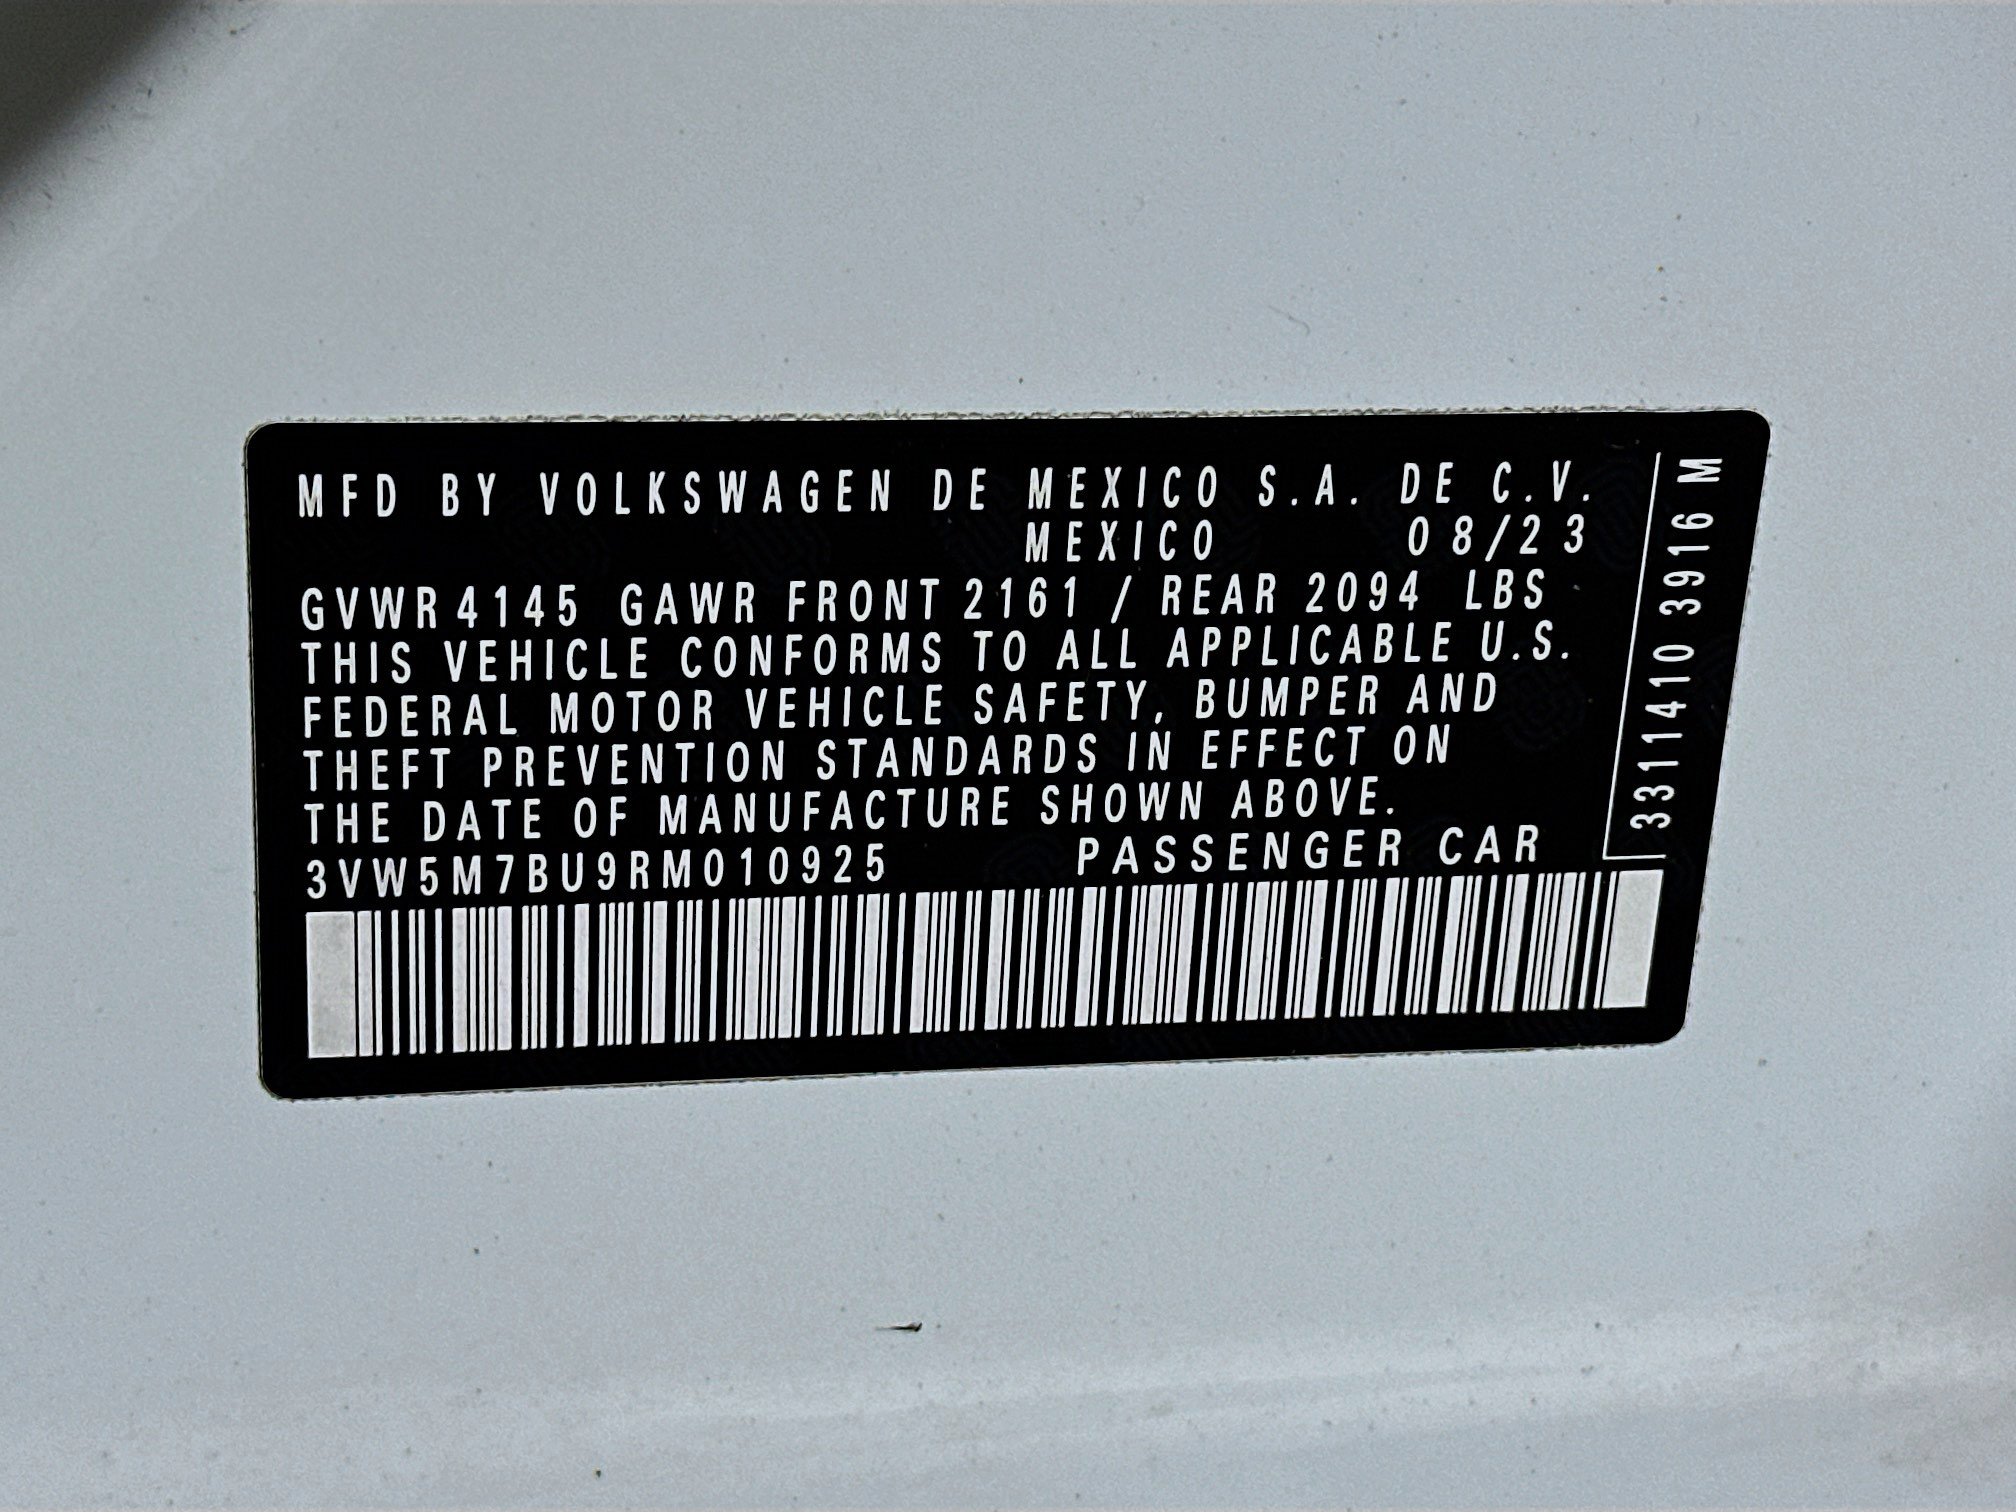 MFD BY VOLKSWAGEN DE MEXICO S.A. DE C.V.
MEXICO 08/23
GVWR 4145 GAWR FRONT 2161 / REAR 2094 LBS
THIS VEHICLE CONFORMS TO ALL APPLICABLE U.S.
FEDERAL MOTOR VEHICLE SAFETY, BUMPER AND
THEFT PREVENTION STANDARDS IN EFFECT ON
THE DATE OF MANUFACTURE SHOWN ABOVE.
3VW5M7BU9RM010925 PASSENGER CAR
3311410 3916 M